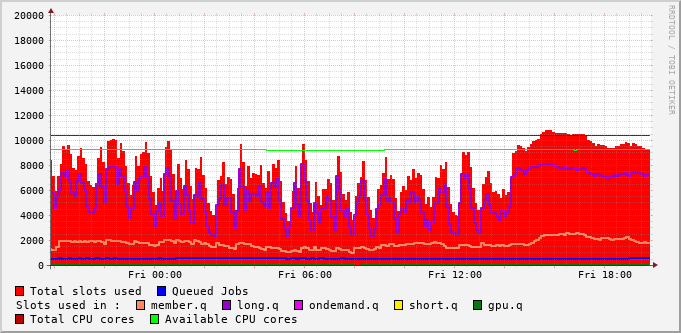 20000
18000
16000
14000
12000
10000
8000
6000
4000
2000
0
Fri 00:00 Fri 06:00 Fri 12:00 Fri 18:00
RRDTOOL / TOBI OETIKER
Total slots used Queued Jobs
Slots used in : member.q long.q ondemand.q short.q gpu.q
Total CPU cores Available CPU cores